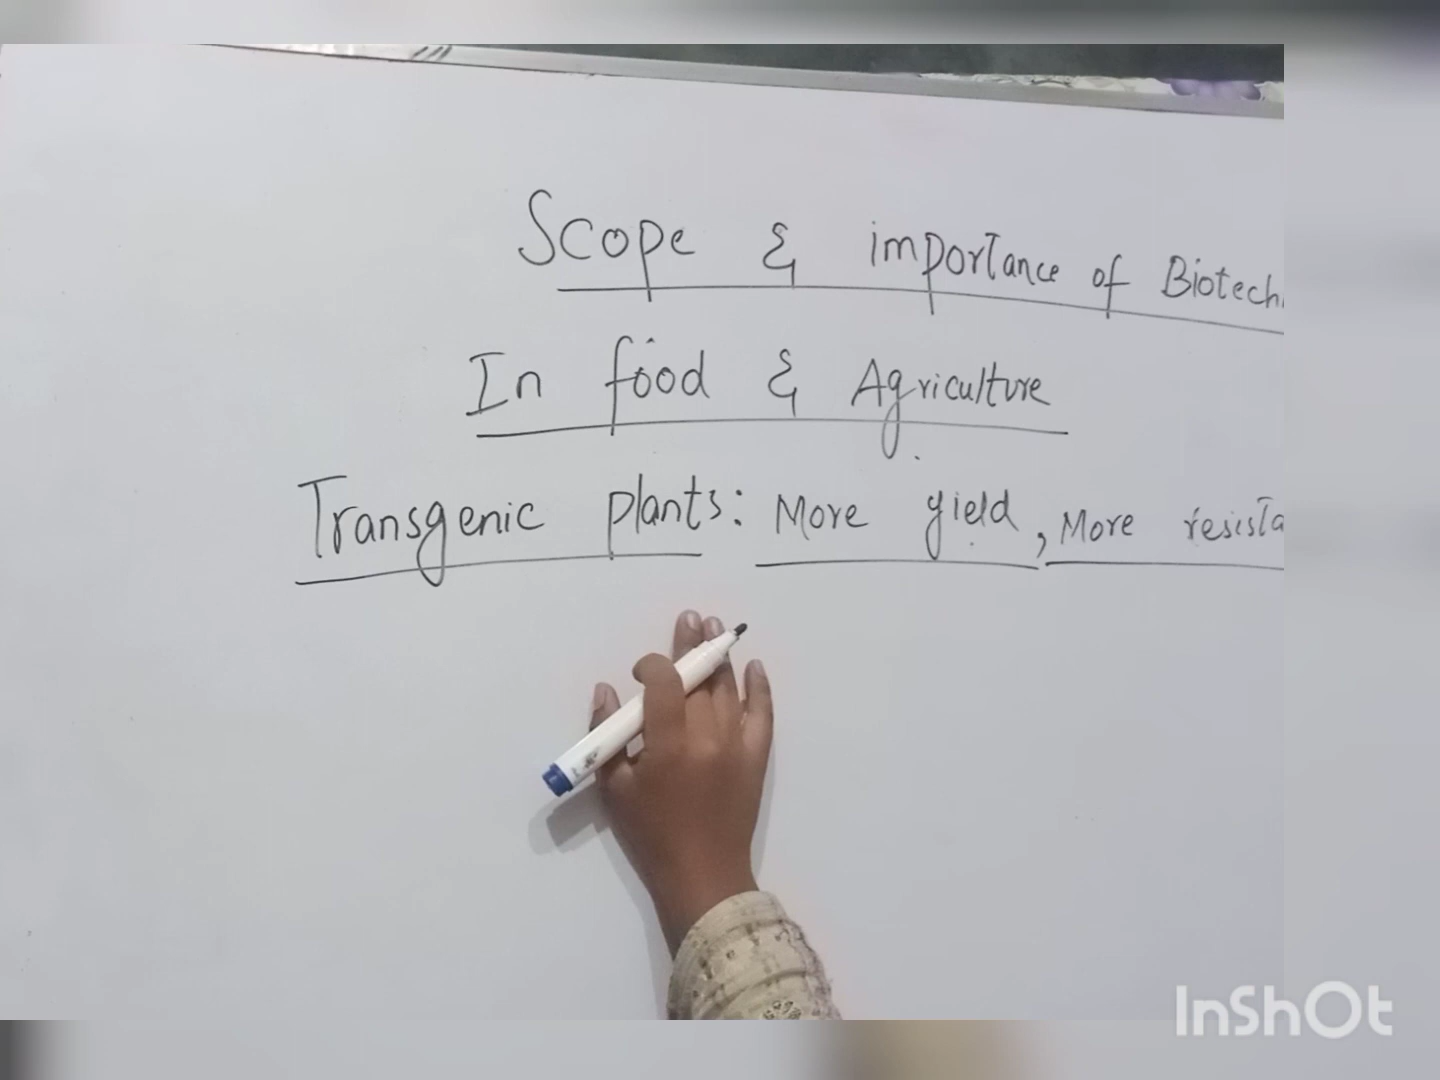 Scope & importance of Biotech
In food & Agriculture
Transgenic plants: More yield, More resista
InShOt